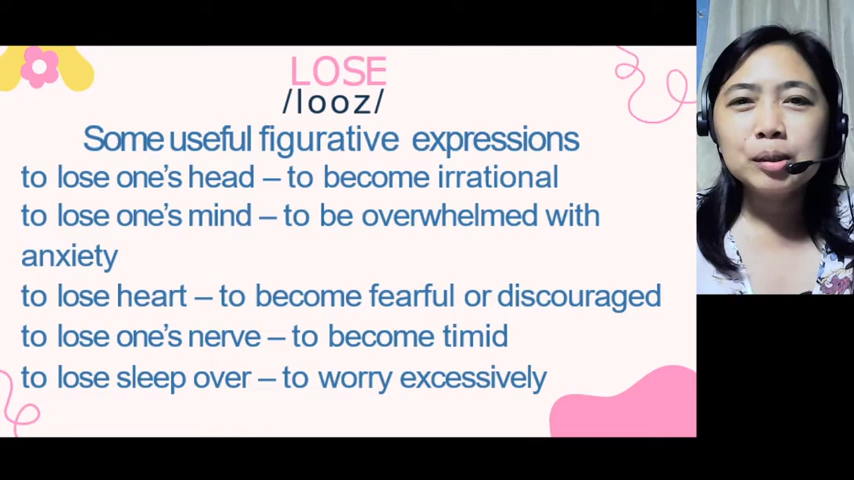 LOSE
/looz/
Some useful figurative expressions
to lose one's head – to become irrational
to lose one's mind – to be overwhelmed with
anxiety
to lose heart – to become fearful or discouraged
to lose one's nerve – to become timid
to lose sleep over – to worry excessively